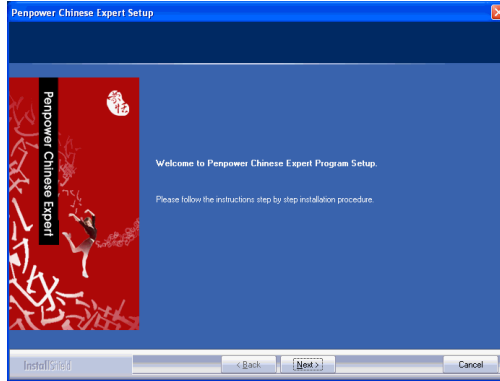 Penpower Chinese Expert Setup
Penpower Chinese Expert
Welcome to Penpower Chinese Expert Program Setup.
Please follow the instructions step by step installation procedure.
InstallShield
< Back
Next >
Cancel